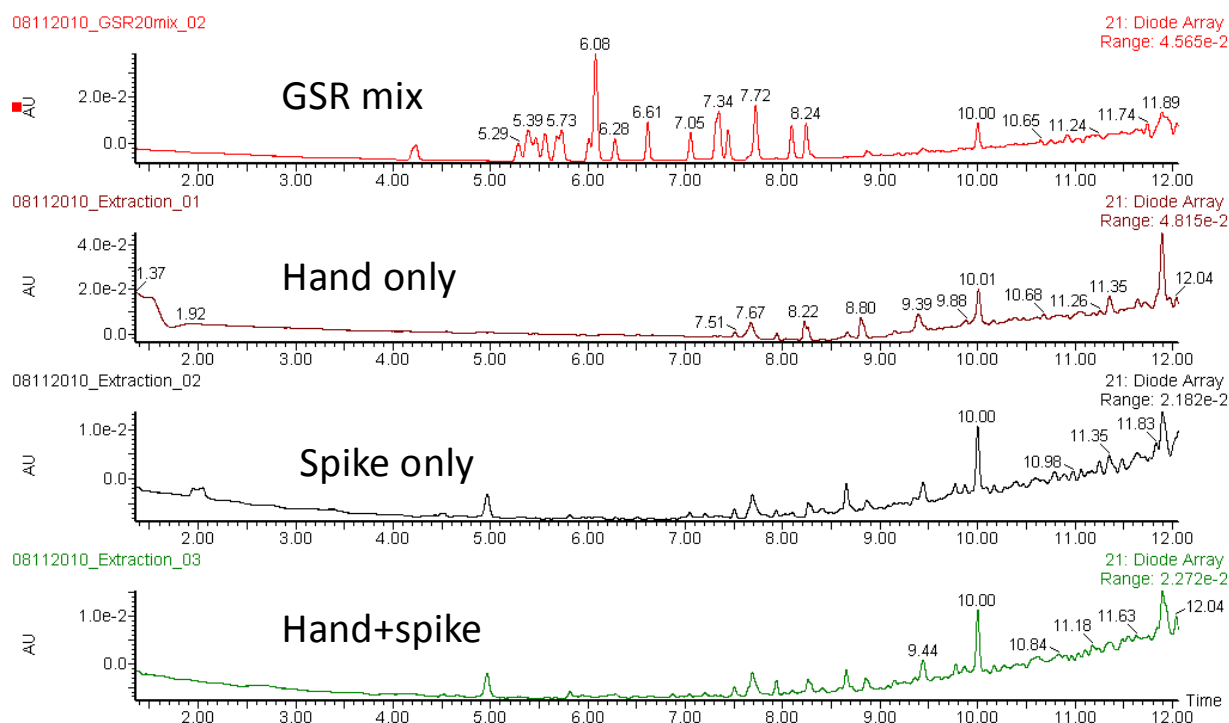 08112010_GSR20mix_02
21: Diode Array
Range: 4.565e-2
GSR mix
AU
2.0e-2
0.0
5.29
5.39
5.73
6.08
6.28
6.61
7.05
7.34
7.72
8.24
10.00
10.65
11.24
11.74
11.89
2.00 3.00 4.00 5.00 6.00 7.00 8.00 9.00 10.00 11.00 12.00
08112010_Extraction_01
21: Diode Array
Range: 4.815e-2
Hand only
AU
4.0e-2
2.0e-2
0.0
1.37
1.92
7.51
7.67
8.22
8.80
9.39
9.88
10.01
10.68
11.26
11.35
12.04
2.00 3.00 4.00 5.00 6.00 7.00 8.00 9.00 10.00 11.00 12.00
08112010_Extraction_02
21: Diode Array
Range: 2.182e-2
Spike only
AU
1.0e-2
0.0
10.00
10.98
11.35
11.83
2.00 3.00 4.00 5.00 6.00 7.00 8.00 9.00 10.00 11.00 12.00
08112010_Extraction_03
21: Diode Array
Range: 2.272e-2
Hand+spike
AU
1.0e-2
0.0
9.44
10.00
10.84
11.18
11.63
12.04
Time
2.00 3.00 4.00 5.00 6.00 7.00 8.00 9.00 10.00 11.00 12.00